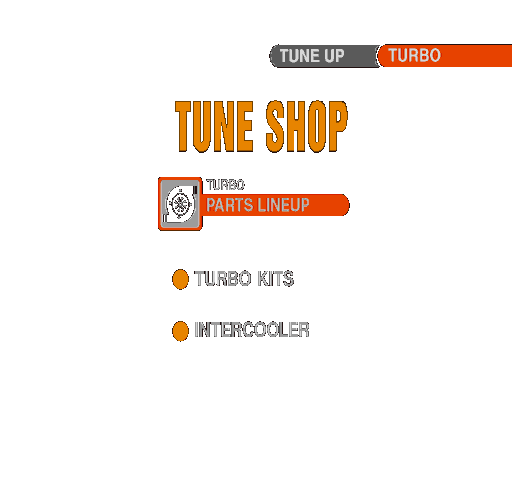 TUNE UP TURBO
TUNE SHOP
TURBO
PARTS LINEUP
TURBO KITS
INTERCOOLER